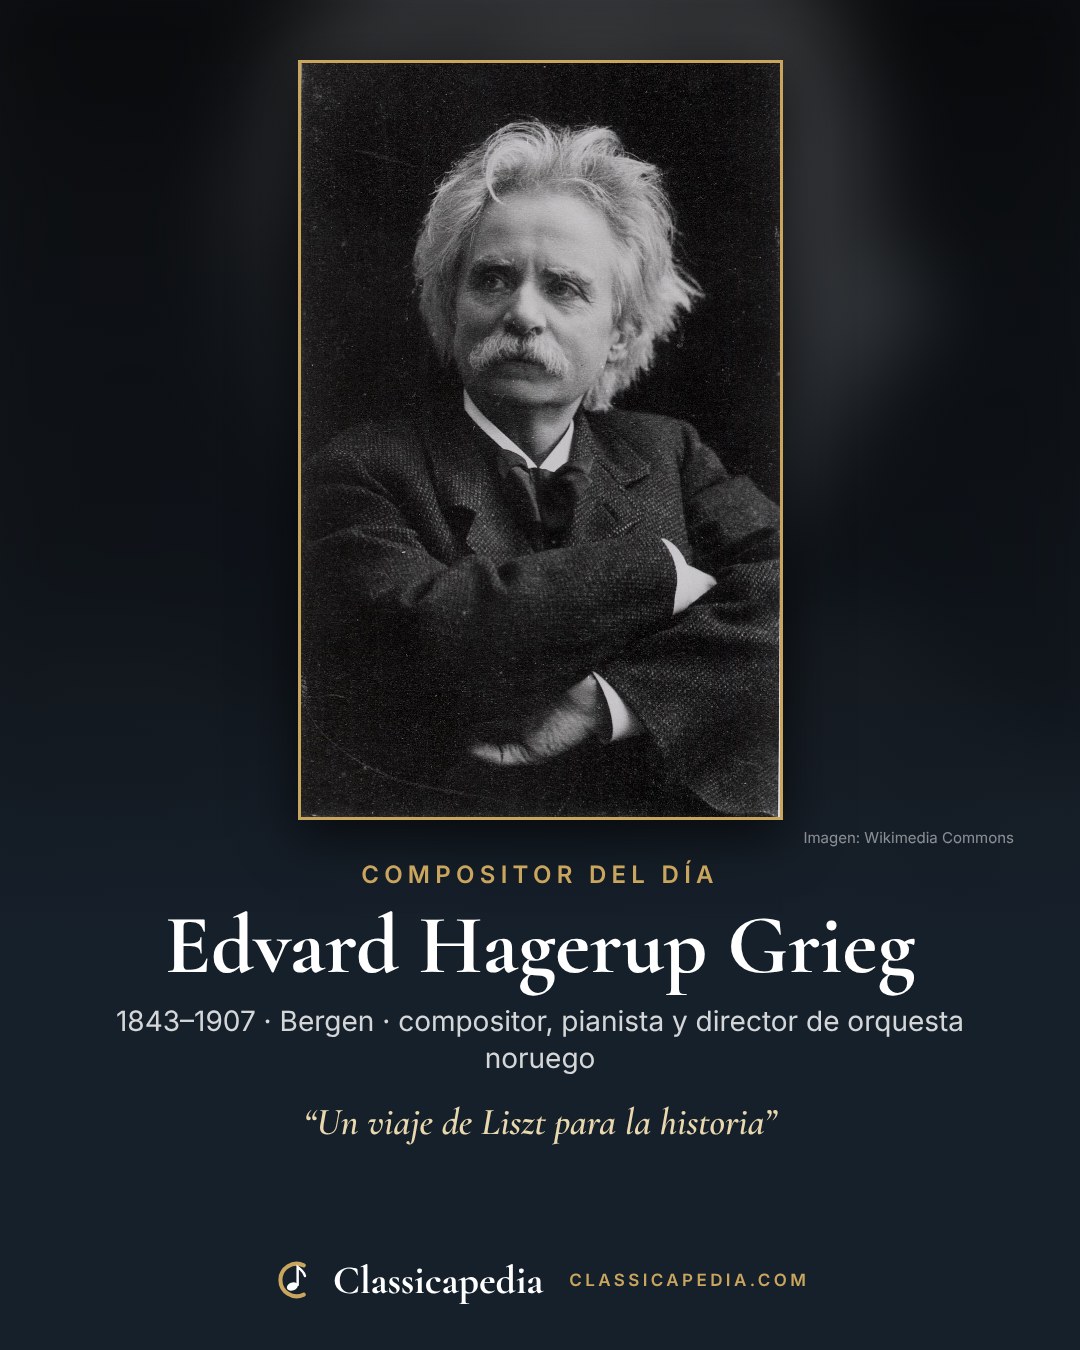 Imagen: Wikimedia Commons
COMPOSITOR DEL DÍA
Edvard Hagerup Grieg
1843–1907 · Bergen · compositor, pianista y director de orquesta
noruego
“Un viaje de Liszt para la historia”
Classicapedia CLASSICAPEDIA.COM